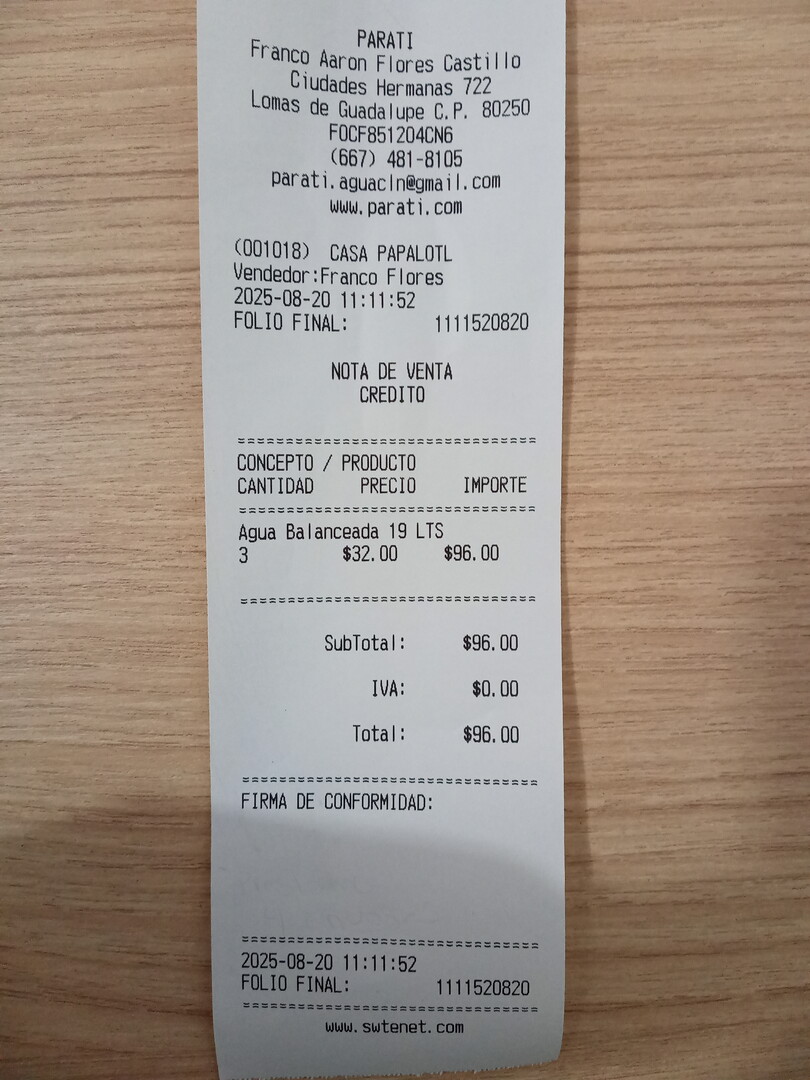 PARATI
Franco Aaron Flores Castillo
Ciudades Hermanas 722
Lomas de Guadalupe C.P. 80250
FOCF851204CN6
(667) 481-8105
parati.aguacln@gmail.com
www.parati.com
(001018) CASA PAPALOTL
Vendedor:Franco Flores
2025-08-20 11:11:52
FOLIO FINAL: 1111520820
NOTA DE VENTA
CREDITO
================================
CONCEPTO / PRODUCTO
CANTIDAD PRECIO IMPORTE
================================
Agua Balanceada 19 LTS
3 $32.00 $96.00
================================
SubTotal: $96.00
IVA: $0.00
Total: $96.00
================================
FIRMA DE CONFORMIDAD:
================================
2025-08-20 11:11:52
FOLIO FINAL: 1111520820
================================
www.swtenet.com